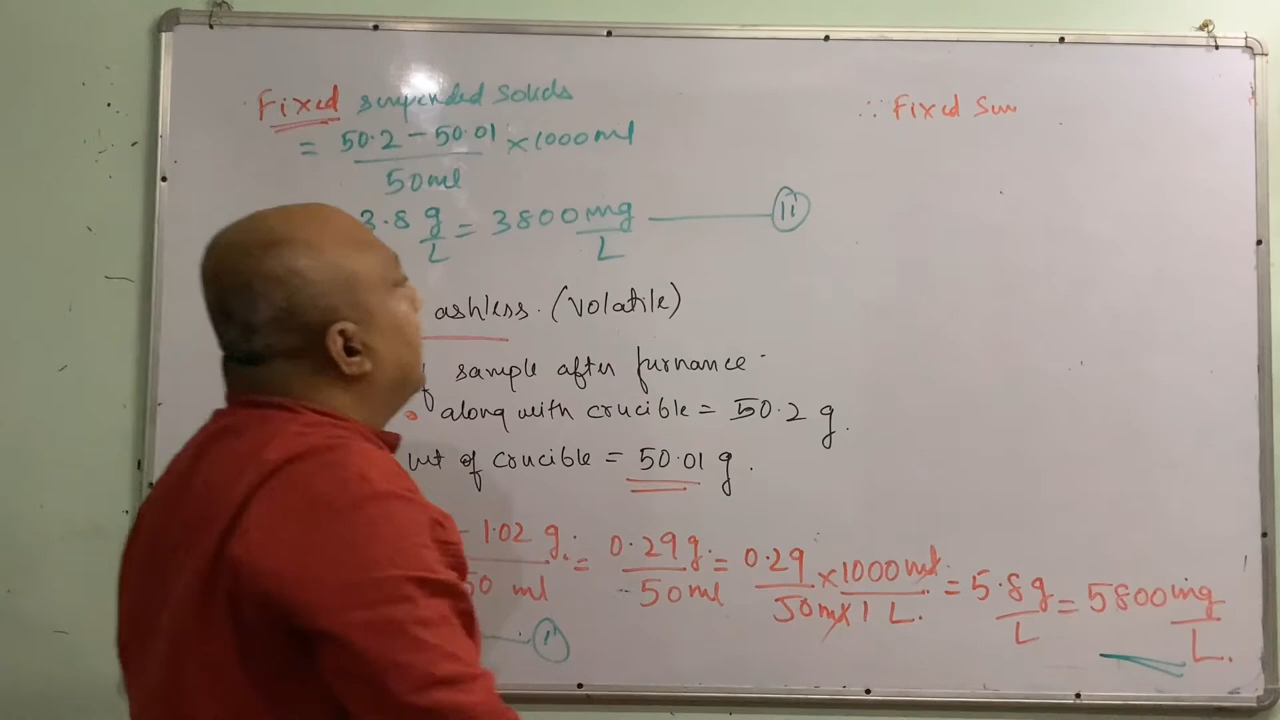 Fixed suspended solids
= 50.2 - 50.01 × 1000 ml
50 ml
3.8 g/L = 3800 mg/L (ii)
∴ Fixed Sus
ashless. (volatile)
sample after furnance
along with crucible = 50.2 g.
wt of crucible = 50.01 g.
- 1.02 g. = 0.29 g. = 0.29 × 1000 ml = 5.8 g/L = 5800 mg/L.
50 ml 50 ml 50 ml × 1 L.
(i)